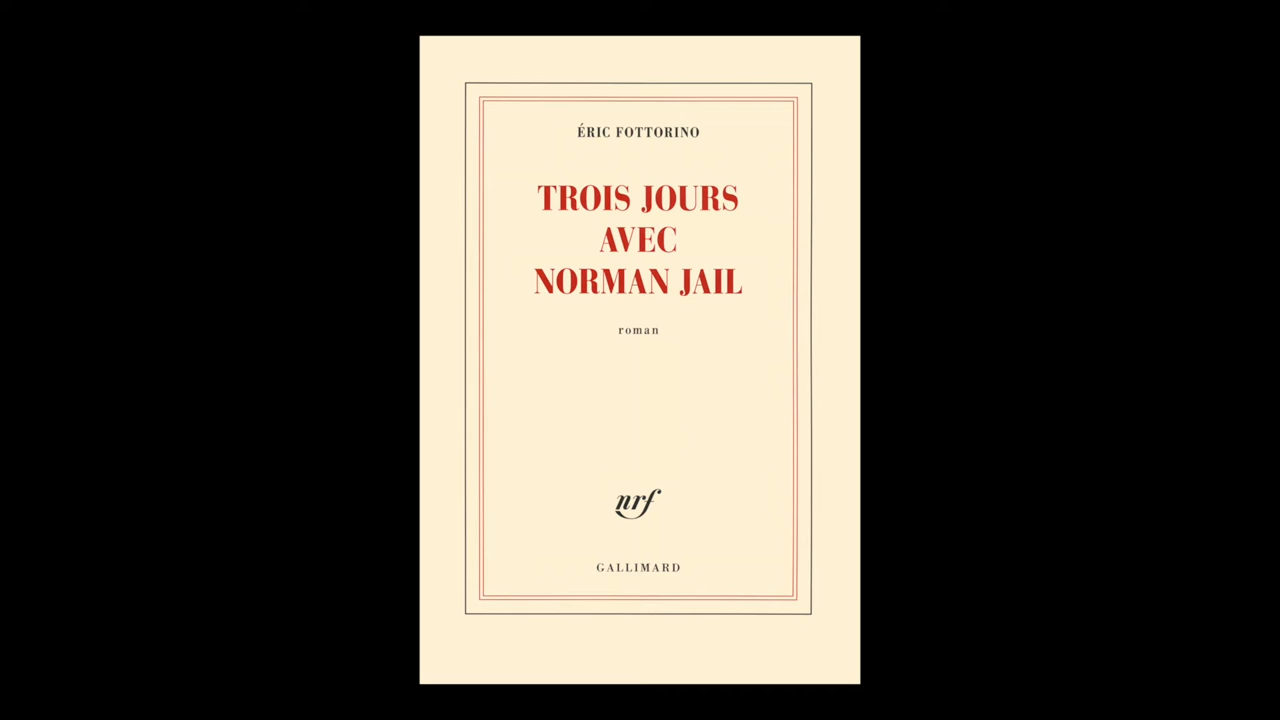 ÉRIC FOTTORINO
TROIS JOURS
AVEC
NORMAN JAIL
roman
nrf
GALLIMARD